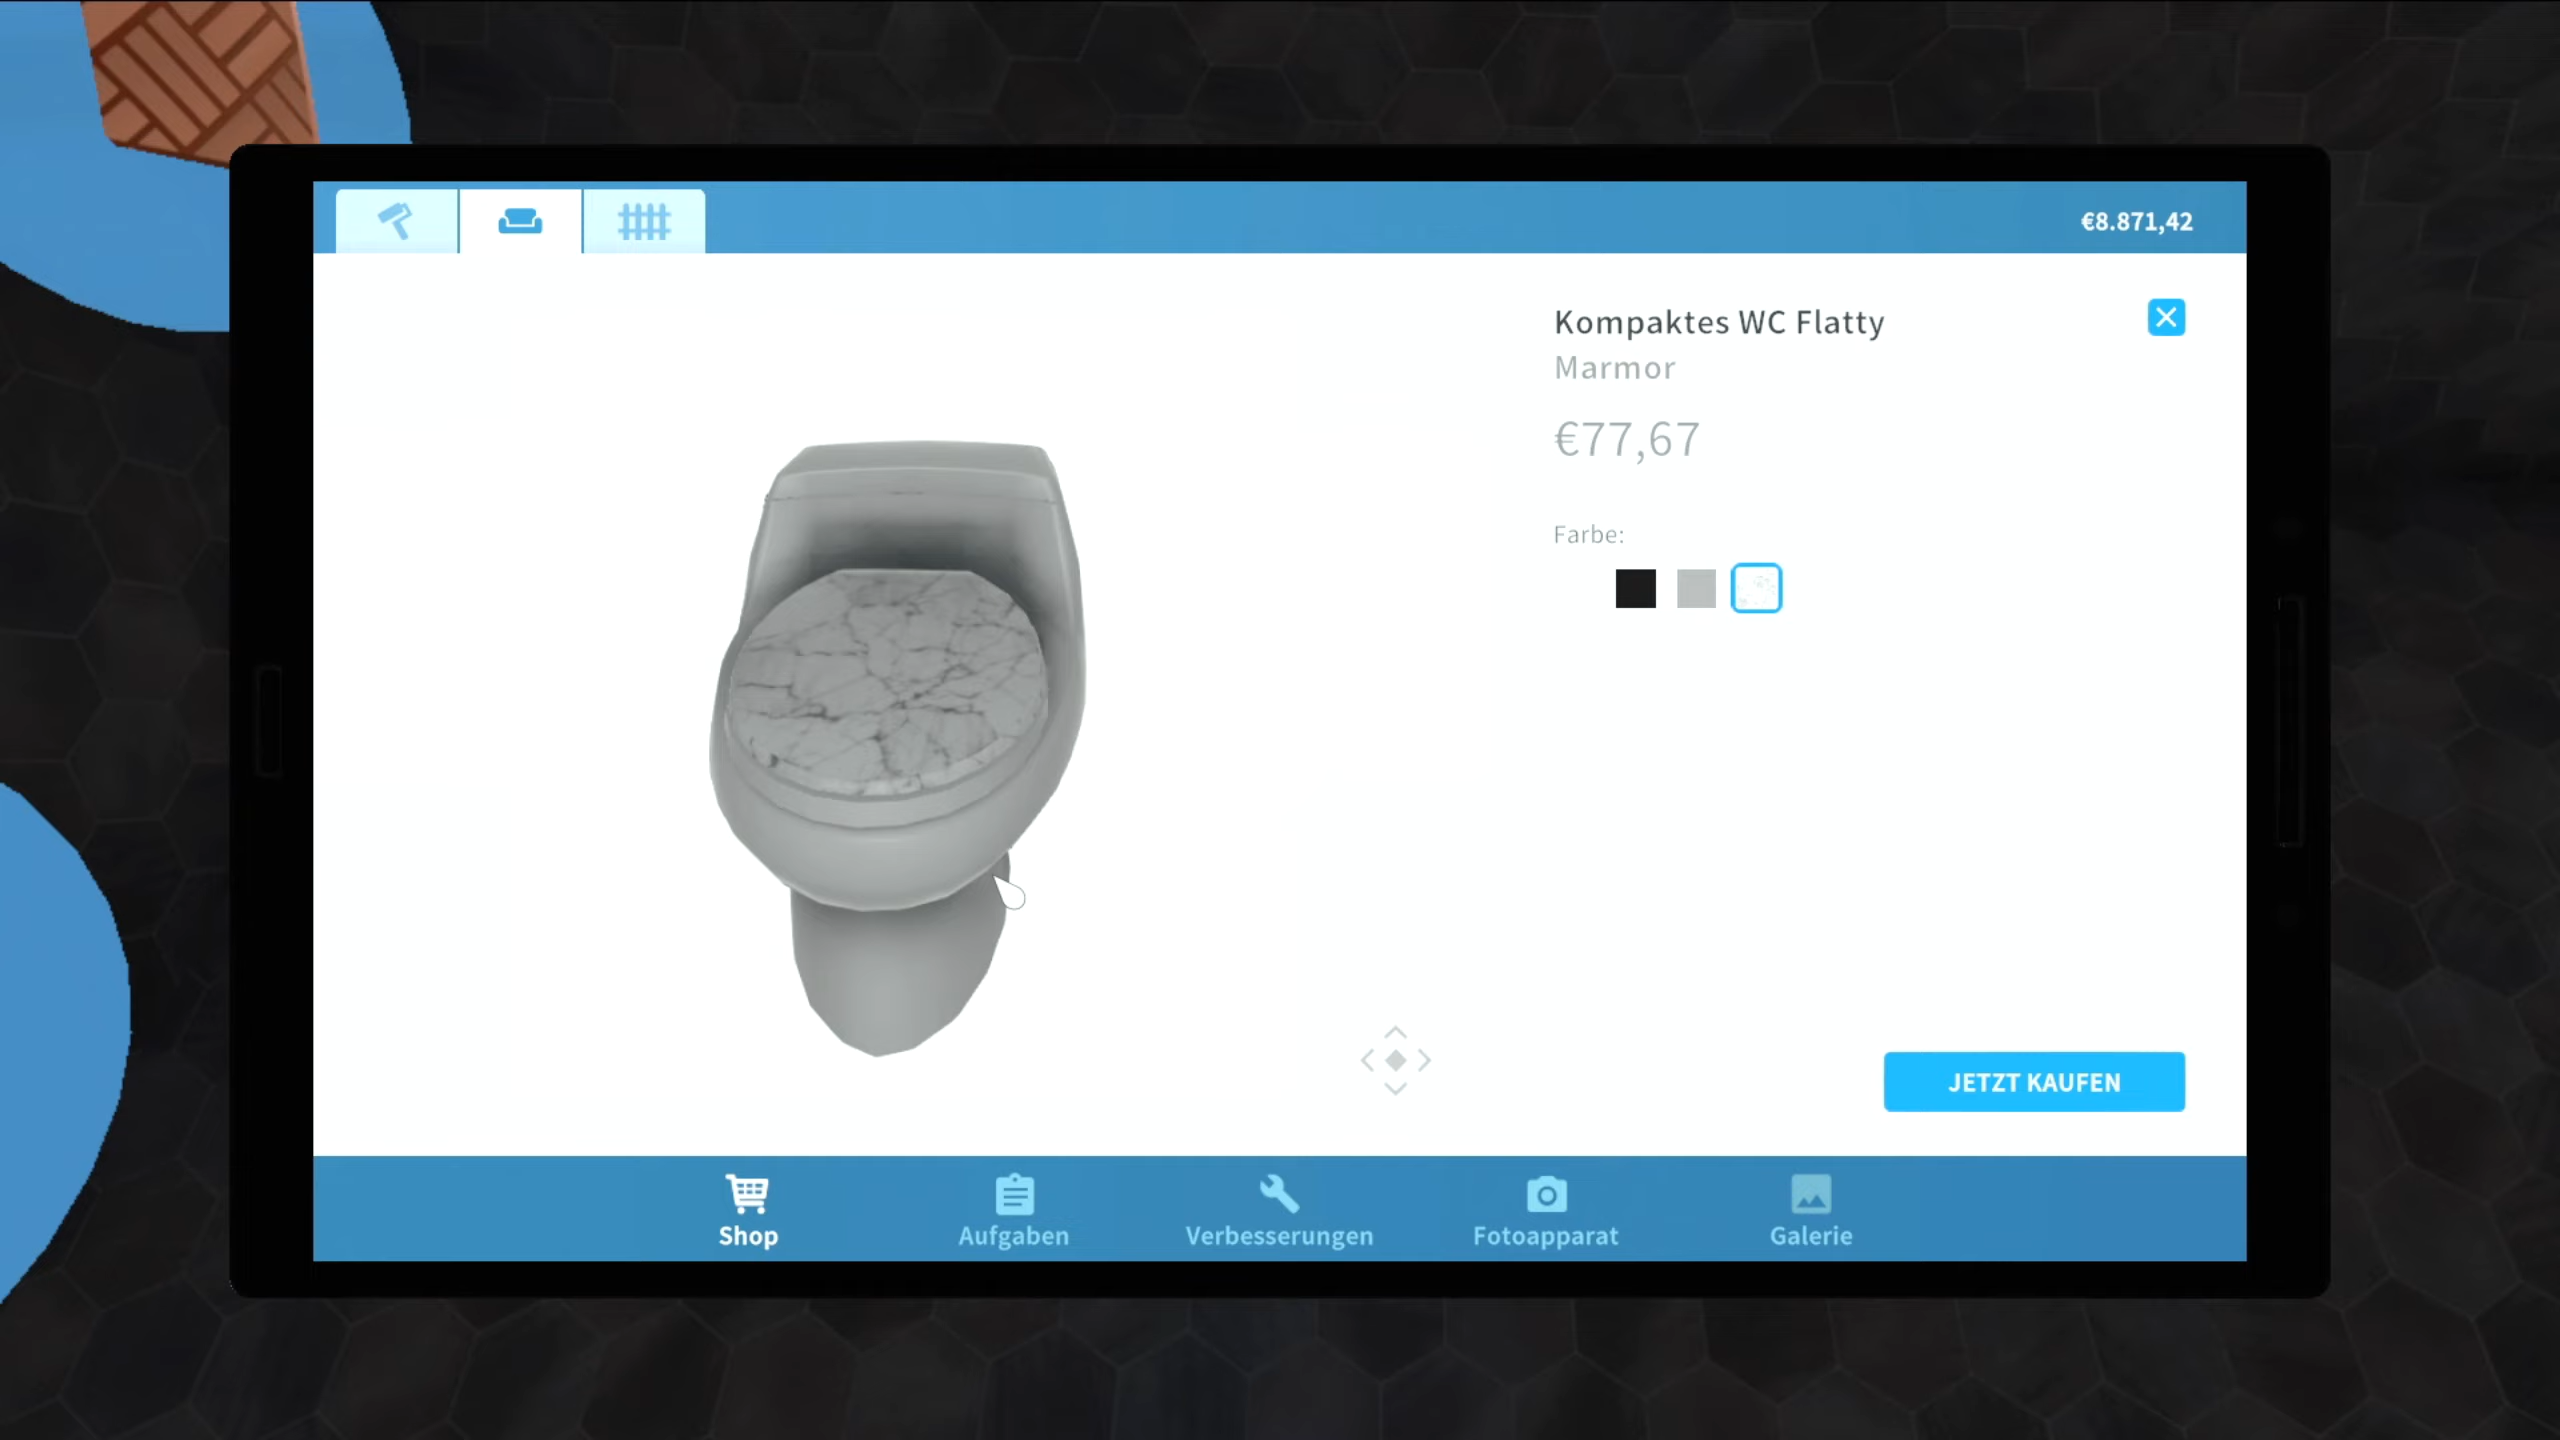 €8.871,42
Kompaktes WC Flatty
Marmor
€77,67
Farbe:
JETZT KAUFEN
Shop
Aufgaben
Verbesserungen
Fotoapparat
Galerie